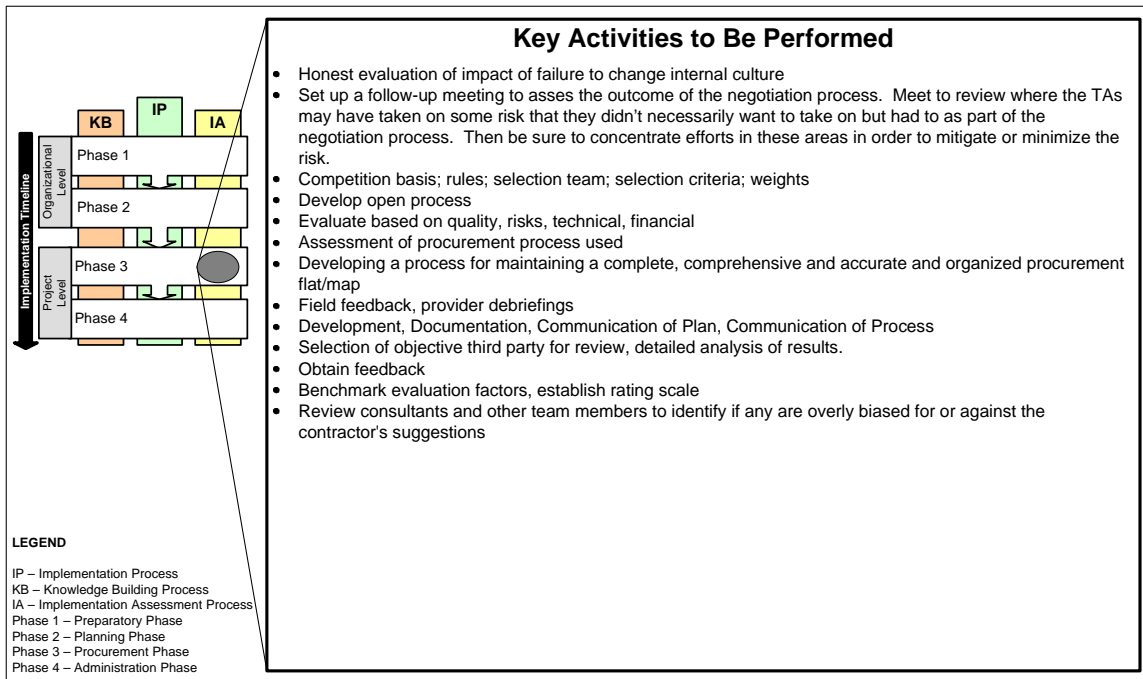 Key Activities to Be Performed
• Honest evaluation of impact of failure to change internal culture
• Set up a follow-up meeting to asses the outcome of the negotiation process.  Meet to review where the TAs
may have taken on some risk that they didn't necessarily want to take on but had to as part of the
negotiation process.  Then be sure to concentrate efforts in these areas in order to mitigate or minimize the
risk.
• Competition basis; rules; selection team; selection criteria; weights
• Develop open process
• Evaluate based on quality, risks, technical, financial
• Assessment of procurement process used
• Developing a process for maintaining a complete, comprehensive and accurate and organized procurement
flat/map
• Field feedback, provider debriefings
• Development, Documentation, Communication of Plan, Communication of Process
• Selection of objective third party for review, detailed analysis of results.
• Obtain feedback
• Benchmark evaluation factors, establish rating scale
• Review consultants and other team members to identify if any are overly biased for or against the
contractor's suggestions
KB
IP
IA
Implementation Timeline
Organizational
Level
Phase 1
Phase 2
Project
Level
Phase 3
Phase 4
LEGEND
IP – Implementation Process
KB – Knowledge Building Process
IA – Implementation Assessment Process
Phase 1 – Preparatory Phase
Phase 2 – Planning Phase
Phase 3 – Procurement Phase
Phase 4 – Administration Phase